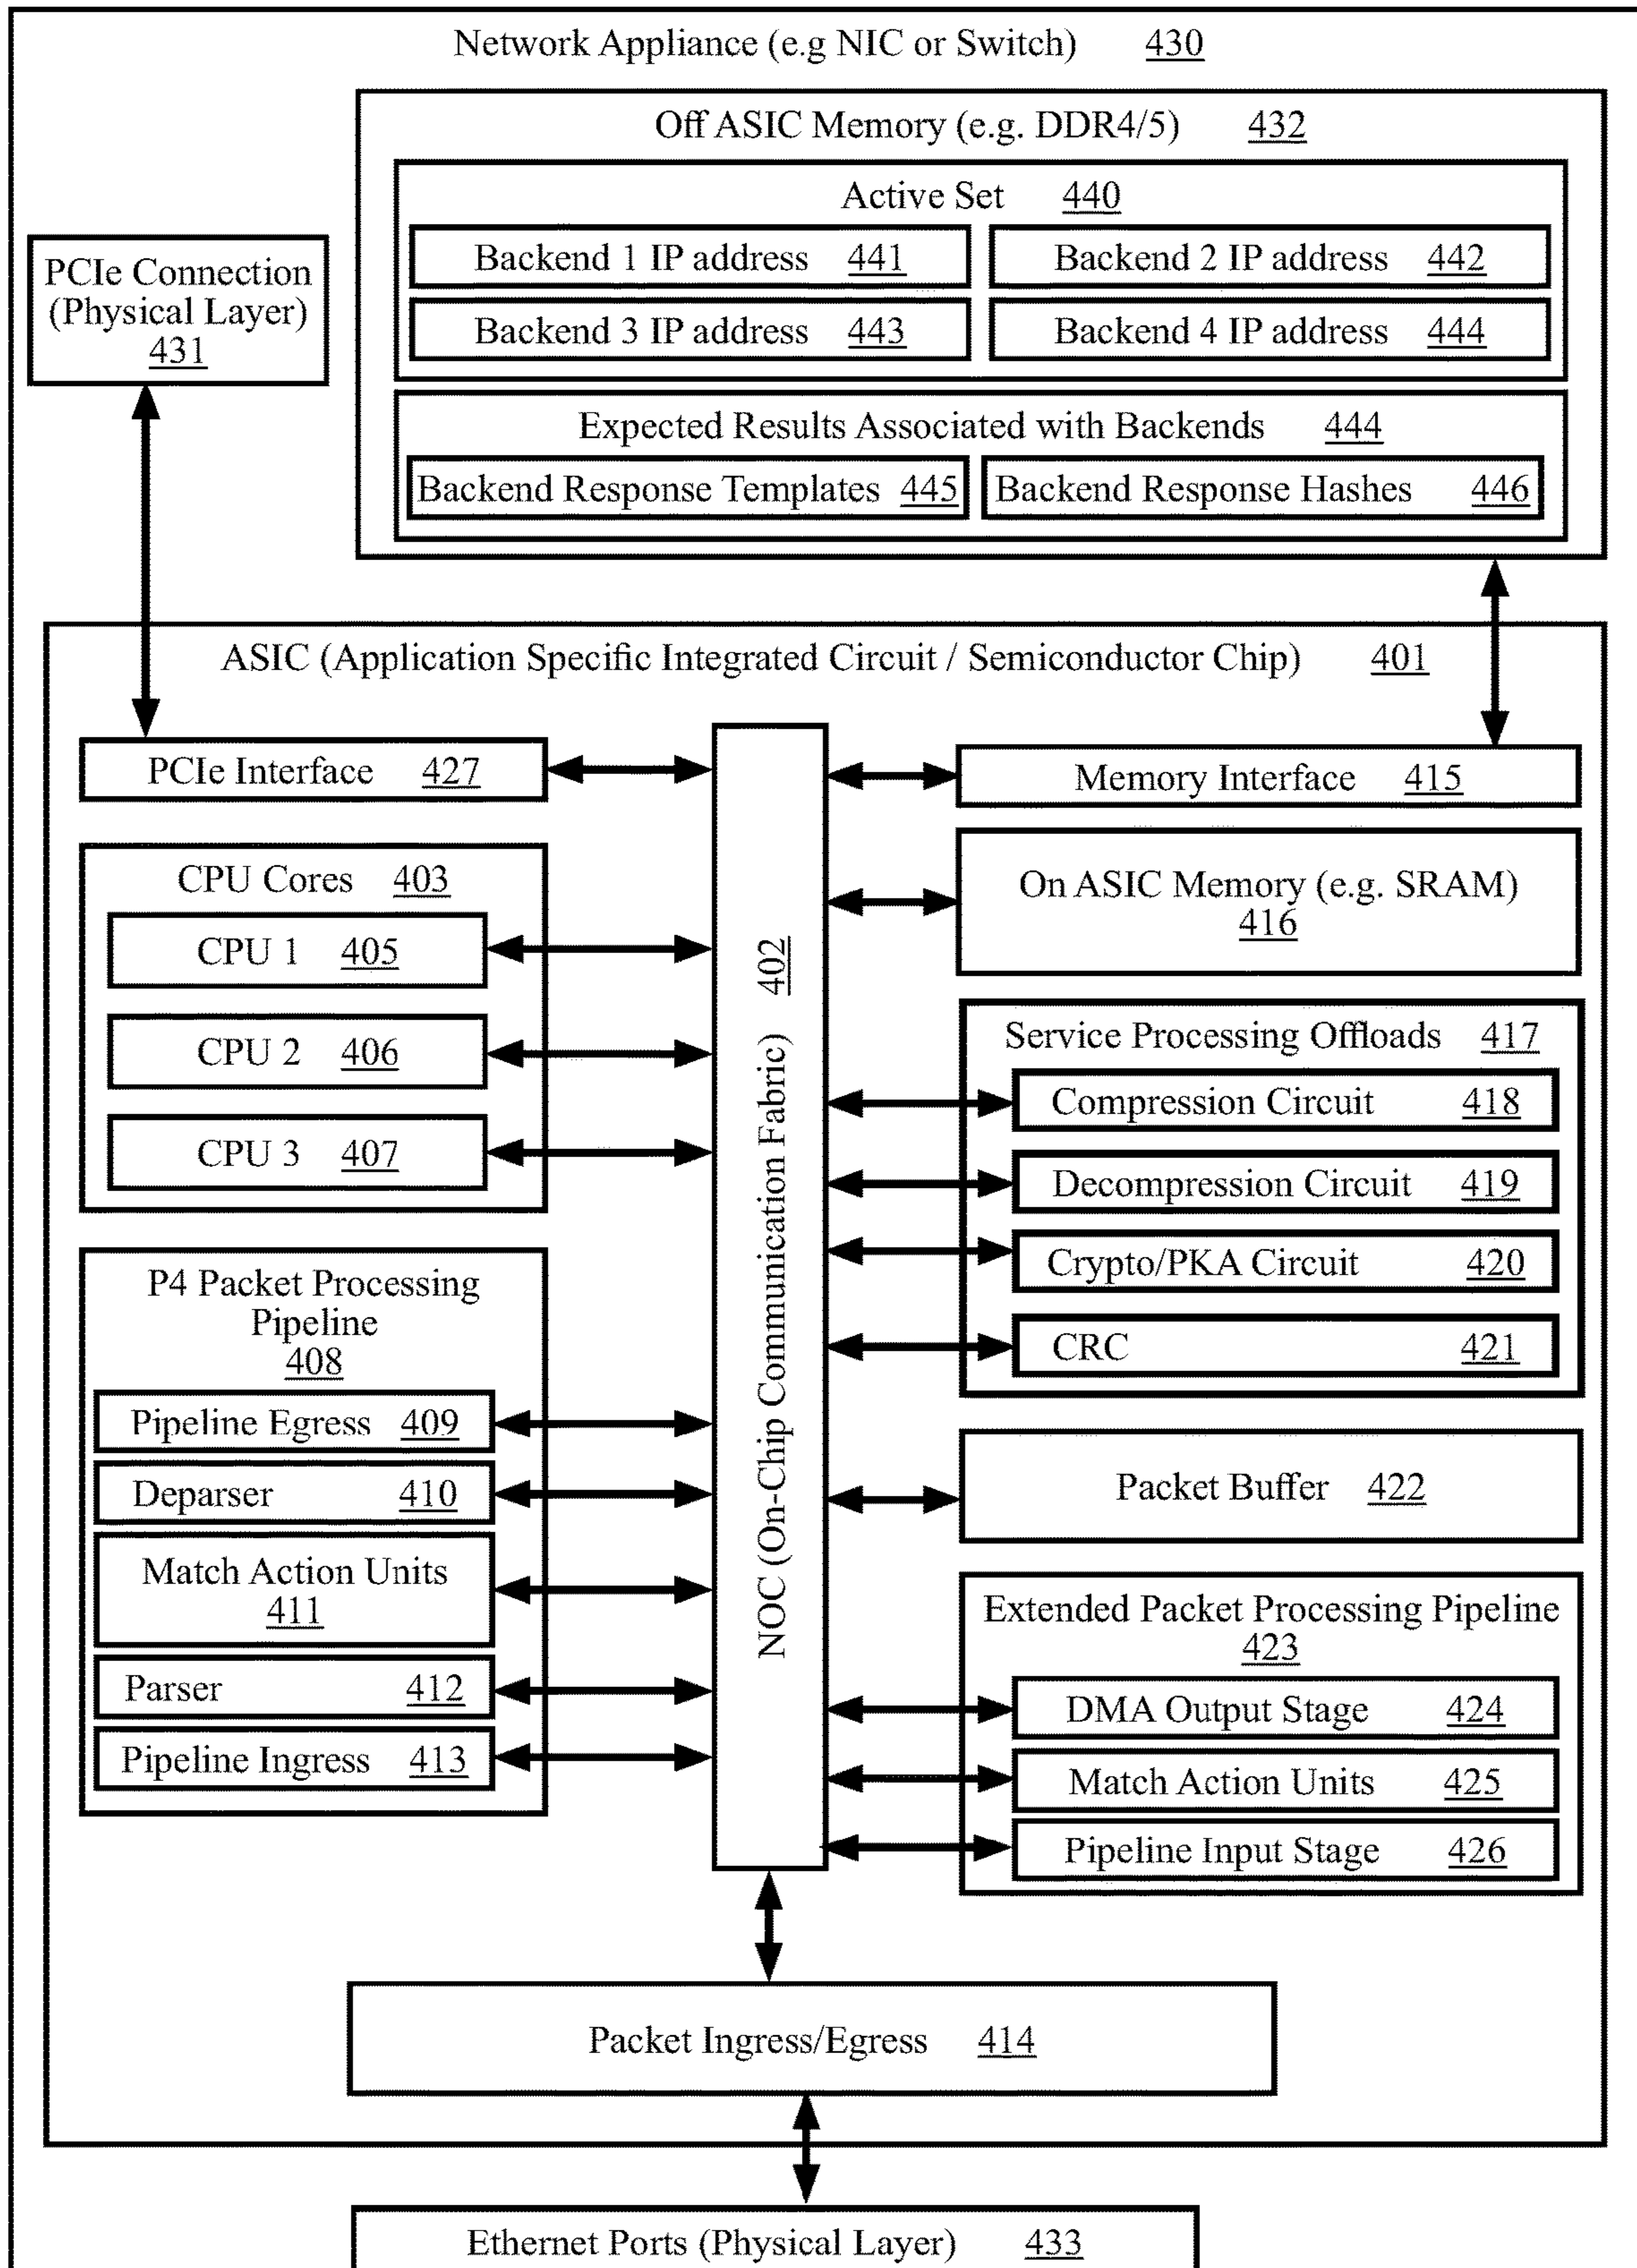 Network Appliance (e.g NIC or Switch) 430
Off ASIC Memory (e.g. DDR4/5) 432
Active Set 440
Backend 1 IP address 441
Backend 2 IP address 442
Backend 3 IP address 443
Backend 4 IP address 444
Expected Results Associated with Backends 444
Backend Response Templates 445
Backend Response Hashes 446
PCIe Connection
(Physical Layer)
431
ASIC (Application Specific Integrated Circuit / Semiconductor Chip) 401
PCIe Interface 427
CPU Cores 403
CPU 1 405
CPU 2 406
CPU 3 407
P4 Packet Processing
Pipeline
408
Pipeline Egress 409
Deparser 410
Match Action Units
411
Parser 412
Pipeline Ingress 413
NOC (On-Chip Communication Fabric) 402
Memory Interface 415
On ASIC Memory (e.g. SRAM)
416
Service Processing Offloads 417
Compression Circuit 418
Decompression Circuit 419
Crypto/PKA Circuit 420
CRC 421
Packet Buffer 422
Extended Packet Processing Pipeline
423
DMA Output Stage 424
Match Action Units 425
Pipeline Input Stage 426
Packet Ingress/Egress 414
Ethernet Ports (Physical Layer) 433